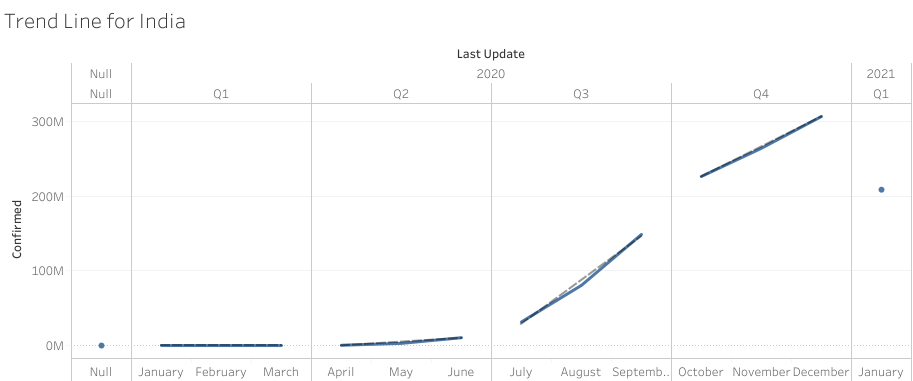 Trend Line for India
Last Update
Null 2020 2021
Null Q1 Q2 Q3 Q4 Q1
300M
200M
100M
0M
Confirmed
Null January February March April May June July August Septemb.. October November December January